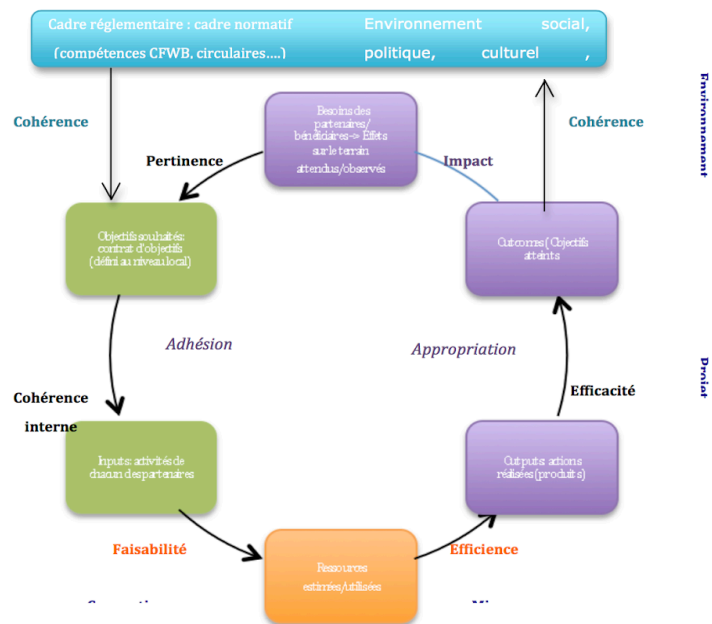 Cadre réglementaire : cadre normatif
(compétences CFWB, circulaires....)
Environnement social,
politique, culturel ,
Environnement
Cohérence
Cohérence
Besoins des
partenaires/
bénéficiaires-> Effets
sur le terrain
attendus/observés
Pertinence
Impact
Objectifs souhaités:
contrat d'objectifs
(défini au niveau local)
Outcomes ( Objectifs
atteints
Adhésion
Appropriation
Projet
Cohérence
interne
Efficacité
Inputs: activités de
chacun des partenaires
Outputs: actions
réalisées (produits)
Faisabilité
Efficience
Ressources
estimées/utilisées